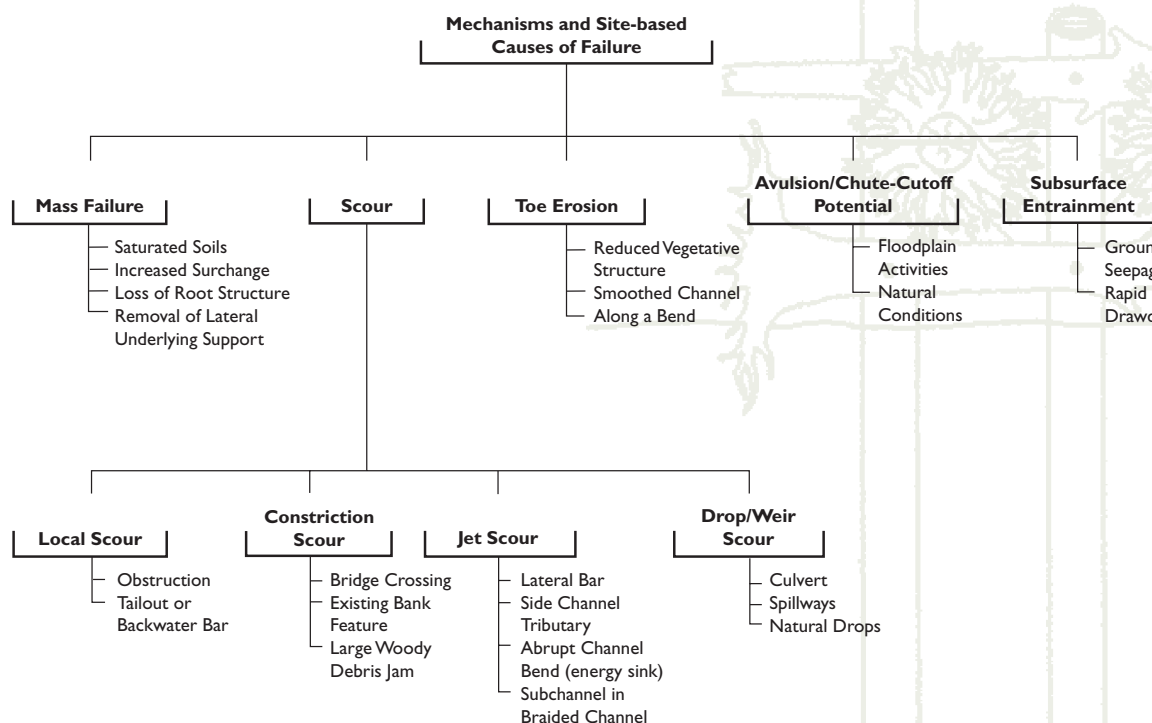 Mechanisms and Site-based
Causes of Failure
Mass Failure
Saturated Soils
Increased Surchange
Loss of Root Structure
Removal of Lateral
Underlying Support
Scour
Toe Erosion
Reduced Vegetative
Structure
Smoothed Channel
Along a Bend
Avulsion/Chute-Cutoff
Potential
Floodplain
Activities
Natural
Conditions
Subsurface
Entrainment
Rapid
Local Scour
Obstruction
Tailout or
Backwater Bar
Constriction
Scour
Bridge Crossing
Existing Bank
Feature
Large Woody
Debris Jam
Jet Scour
Lateral Bar
Side Channel
Tributary
Abrupt Channel
Bend (energy sink)
Subchannel in
Braided Channel
Drop/Weir
Scour
Culvert
Spillways
Natural Drops